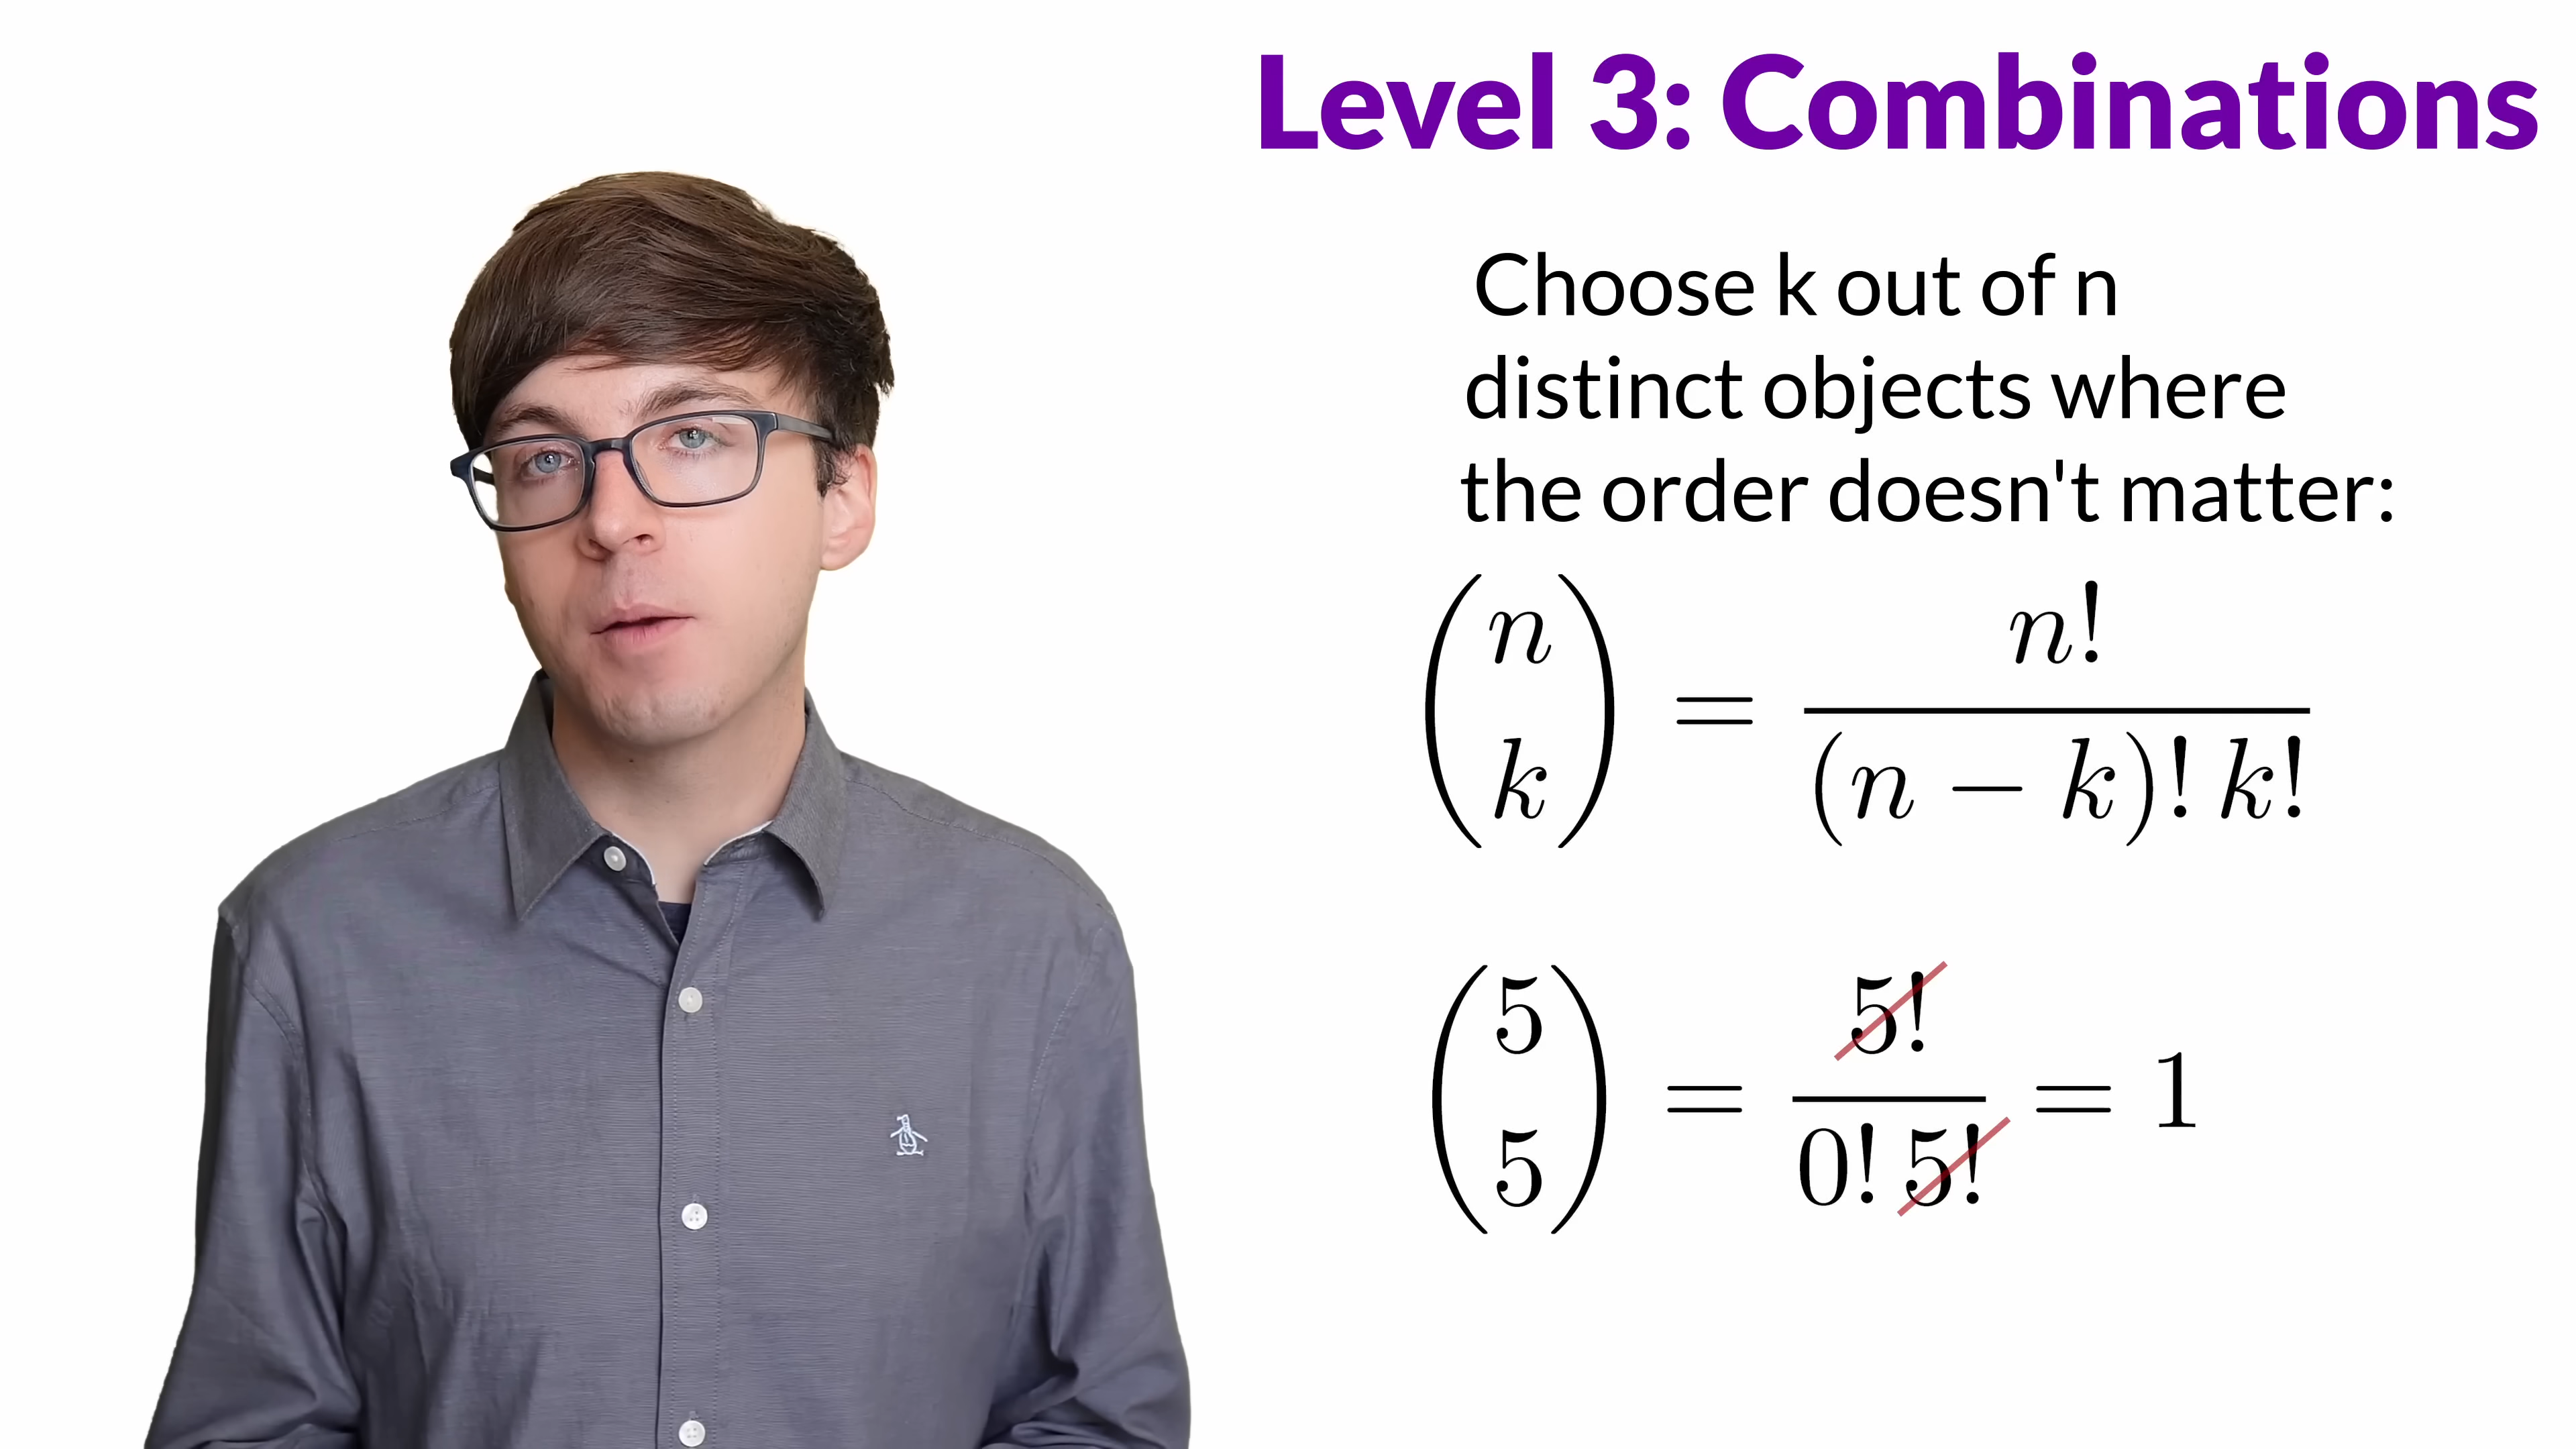 Level 3: Combinations
Choose k out of n
distinct objects where
the order doesn't matter:
(n k) = n! / (n − k)! k!
(5 5) = 5! / 0! 5! = 1